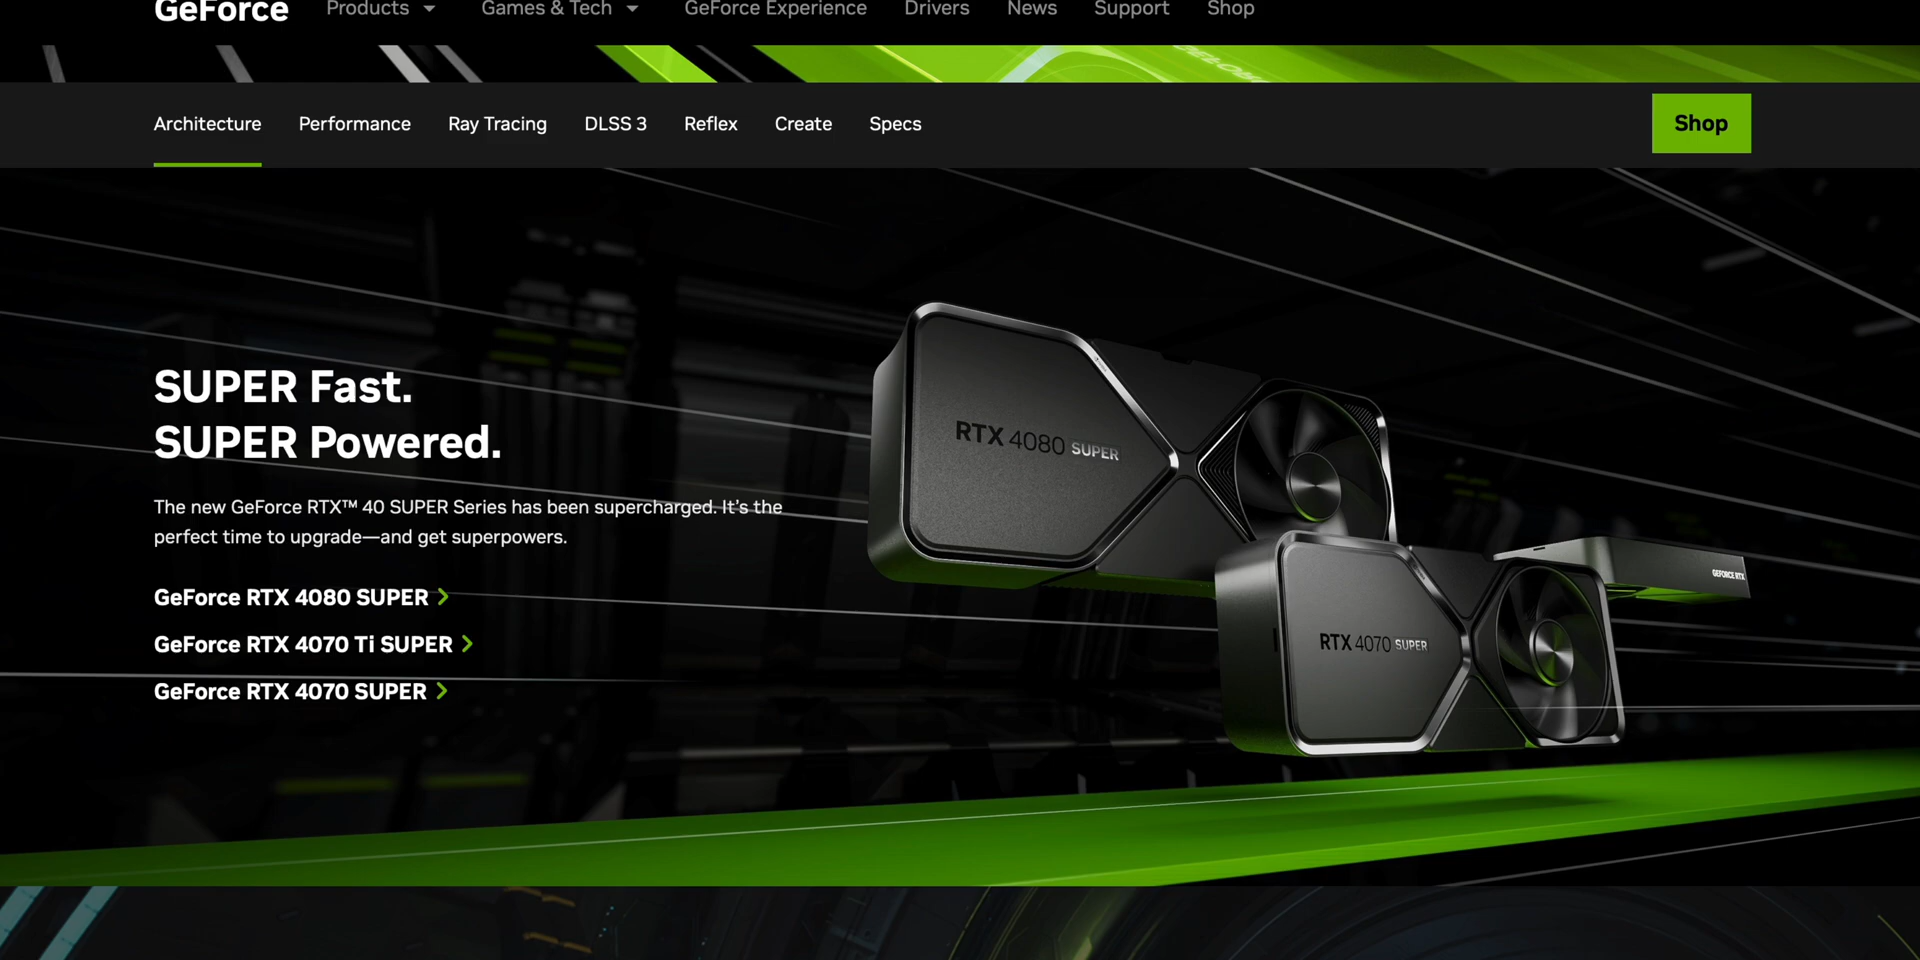 GeForce
Products
Games & Tech
GeForce Experience
Drivers
News
Support
Shop
Architecture
Performance
Ray Tracing
DLSS 3
Reflex
Create
Specs
Shop
SUPER Fast.
SUPER Powered.
The new GeForce RTX™ 40 SUPER Series has been supercharged. It’s the
perfect time to upgrade—and get superpowers.
GeForce RTX 4080 SUPER
GeForce RTX 4070 Ti SUPER
GeForce RTX 4070 SUPER
RTX 4080 SUPER
GEFORCE RTX
RTX 4070 SUPER